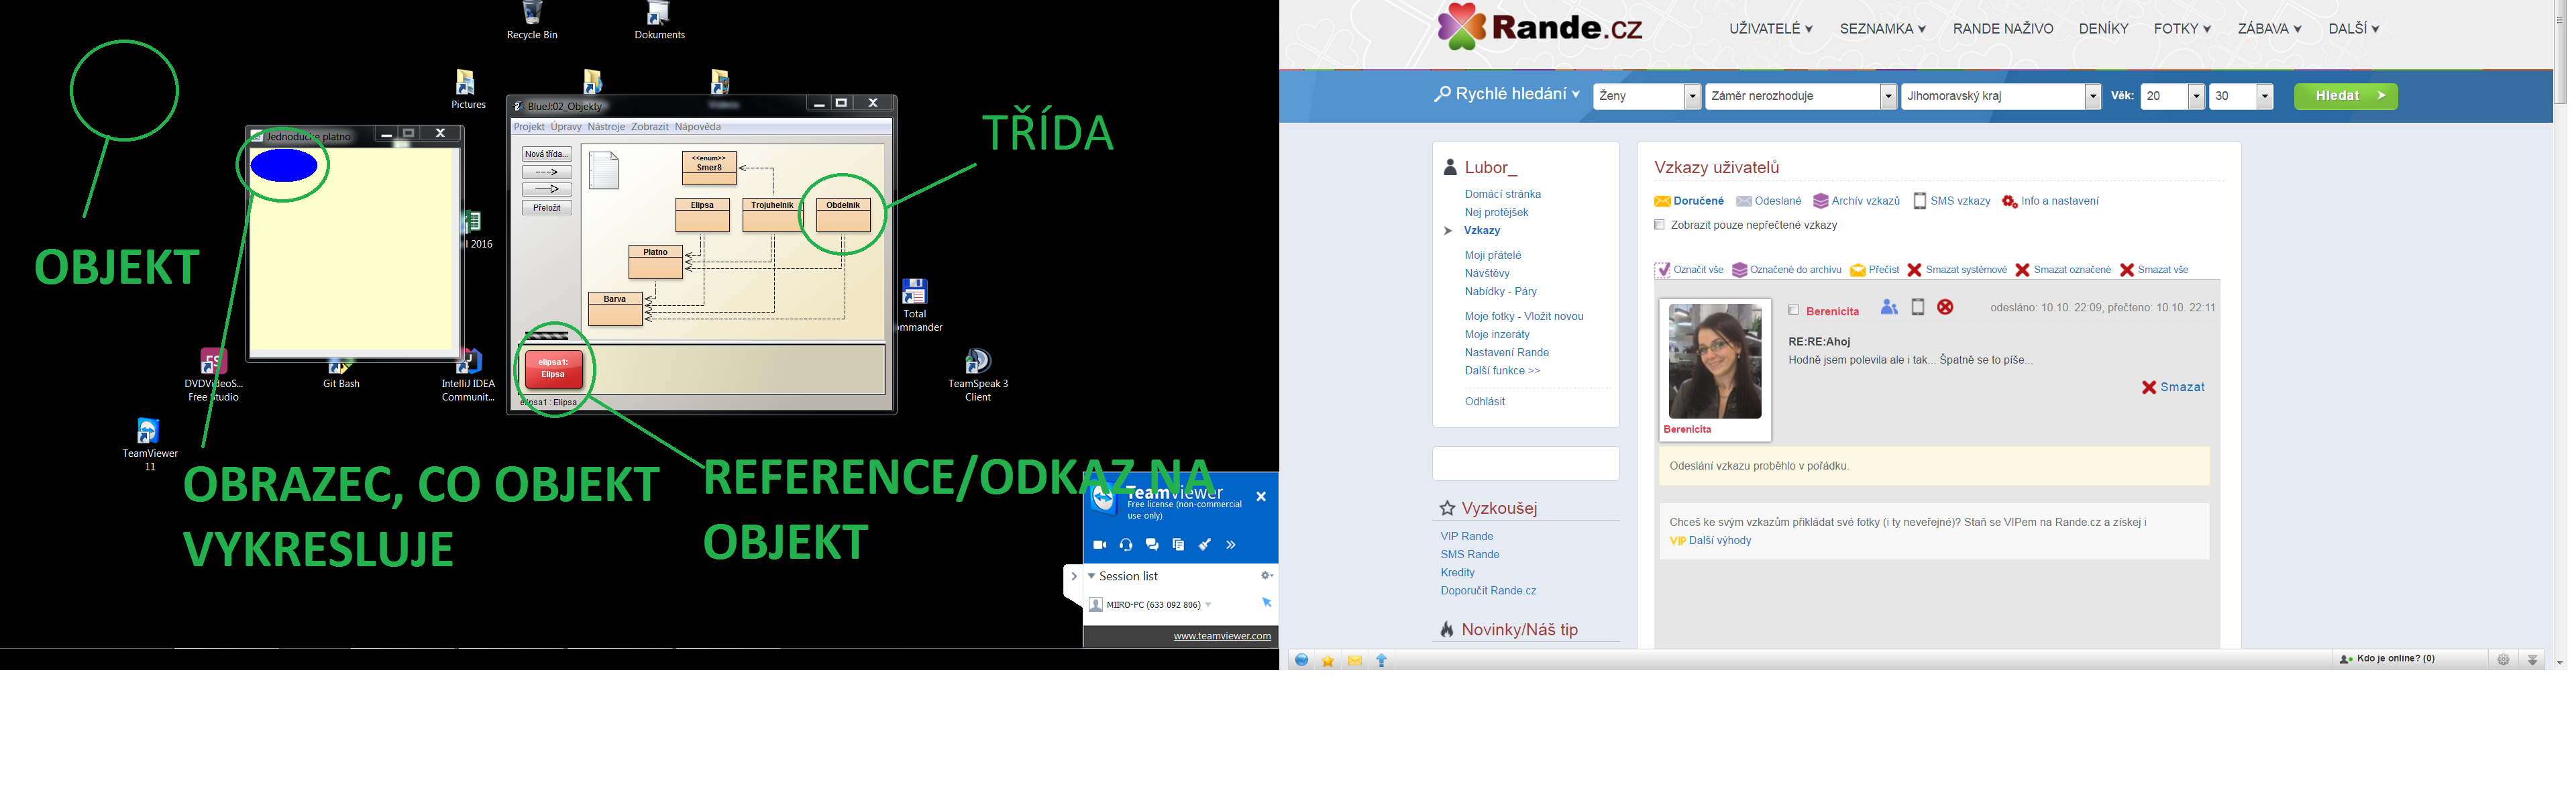 Recycle Bin
Dokuments
Pictures
Videos
OBJEKT
Jednoduche platno
BlueJ:02_Objekty
Projekt Úpravy Nástroje Zobrazit Nápověda
Nová třída...
Přeložit
<<enum>>
Smer8
Elipsa
Trojuhelnik
Obdelnik
Platno
Barva
elipsa1:
Elipsa
elipsa1 : Elipsa
TŘÍDA
l 2016
Total
ommander
DVDVideoS...
Free Studio
Git Bash
IntelliJ IDEA
Communit...
TeamSpeak 3
Client
TeamViewer
11
OBRAZEC, CO OBJEKT
VYKRESLUJE
REFERENCE/ODKAZ NA
OBJEKT
TeamViewer
Free license (non-commercial
use only)
Session list
MIIRO-PC (633 092 806)
www.teamviewer.com
Rande.cz
UŽIVATELÉ SEZNAMKA RANDE NAŽIVO DENÍKY FOTKY ZÁBAVA DALŠÍ
Rychlé hledání Ženy Záměr nerozhoduje Jihomoravský kraj Věk: 20 30 Hledat
Lubor_
Domácí stránka
Nej protějšek
Vzkazy
Moji přátelé
Návštěvy
Nabídky - Páry
Moje fotky - Vložit novou
Moje inzeráty
Nastavení Rande
Další funkce >>
Odhlásit
Vyzkoušej
VIP Rande
SMS Rande
Kredity
Doporučit Rande.cz
Novinky/Náš tip
Vzkazy uživatelů
Doručené Odeslané Archív vzkazů SMS vzkazy Info a nastavení
Zobrazit pouze nepřečtené vzkazy
Označit vše Označené do archivu Přečíst Smazat systémové Smazat označené Smazat vše
Berenicita
odesláno: 10.10. 22:09, přečteno: 10.10. 22:11
RE:RE:Ahoj
Hodně jsem polevila ale i tak... Špatně se to píše...
Smazat
Berenicita
Odeslání vzkazu proběhlo v pořádku.
Chceš ke svým vzkazům přikládat své fotky (i ty neveřejné)? Staň se VIPem na Rande.cz a získej i
VIP Další výhody
Kdo je online? (0)